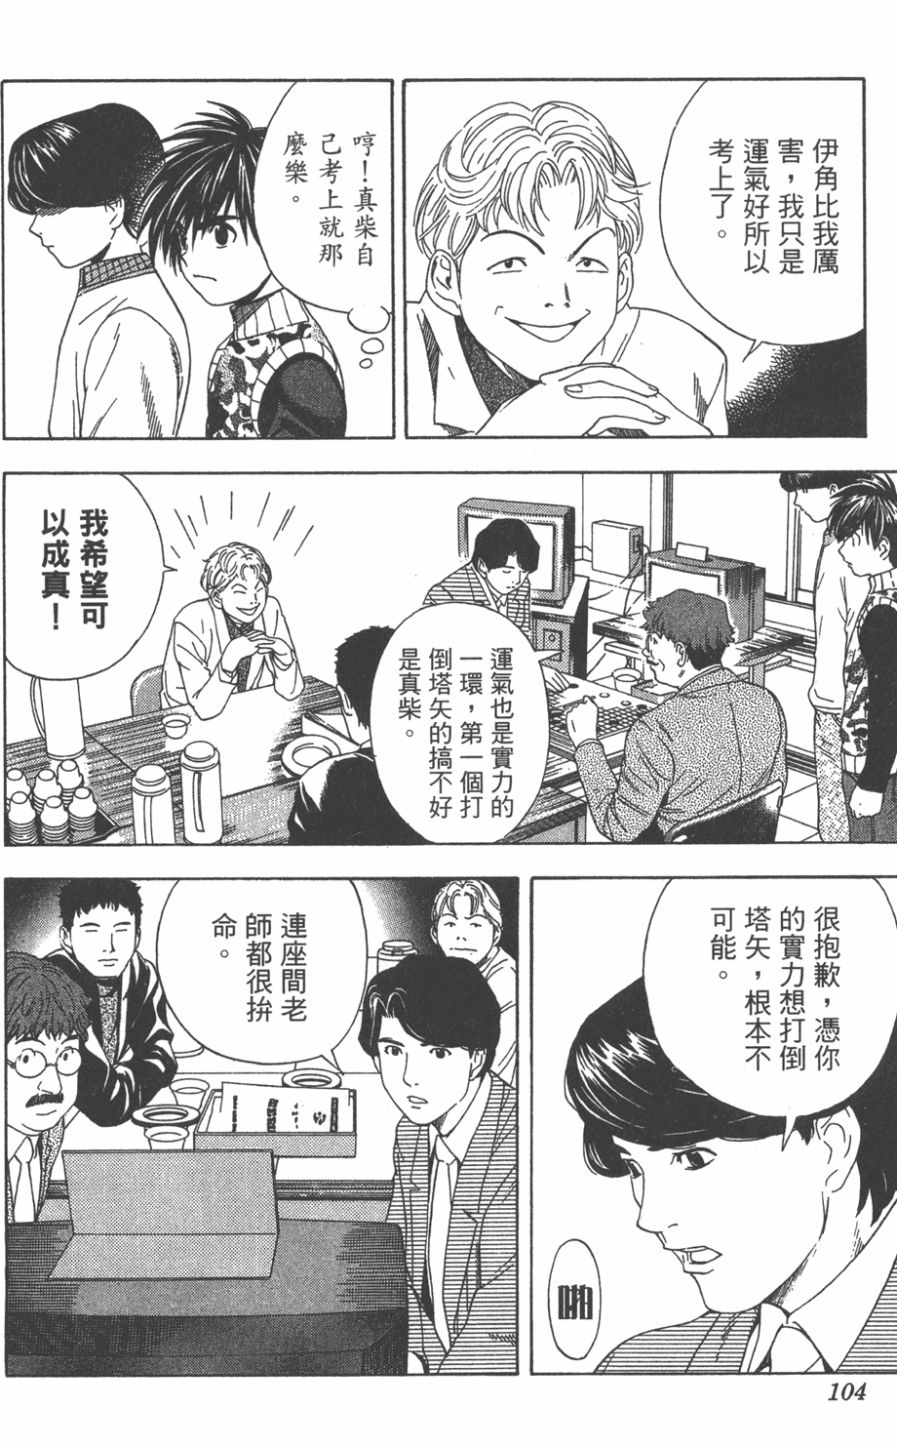 伊角比我厲
害，我只是
運氣好所以
考上了。
哼！真柴自
己考上就那
麼樂。
運氣也是實力的
一環，第一個打
倒塔矢的搞不好
是真柴。
我希望可
以成真！
很抱歉，憑你
的實力想打倒
塔矢，根本不
可能。
啪
連座間老
師都很拚
命。
104